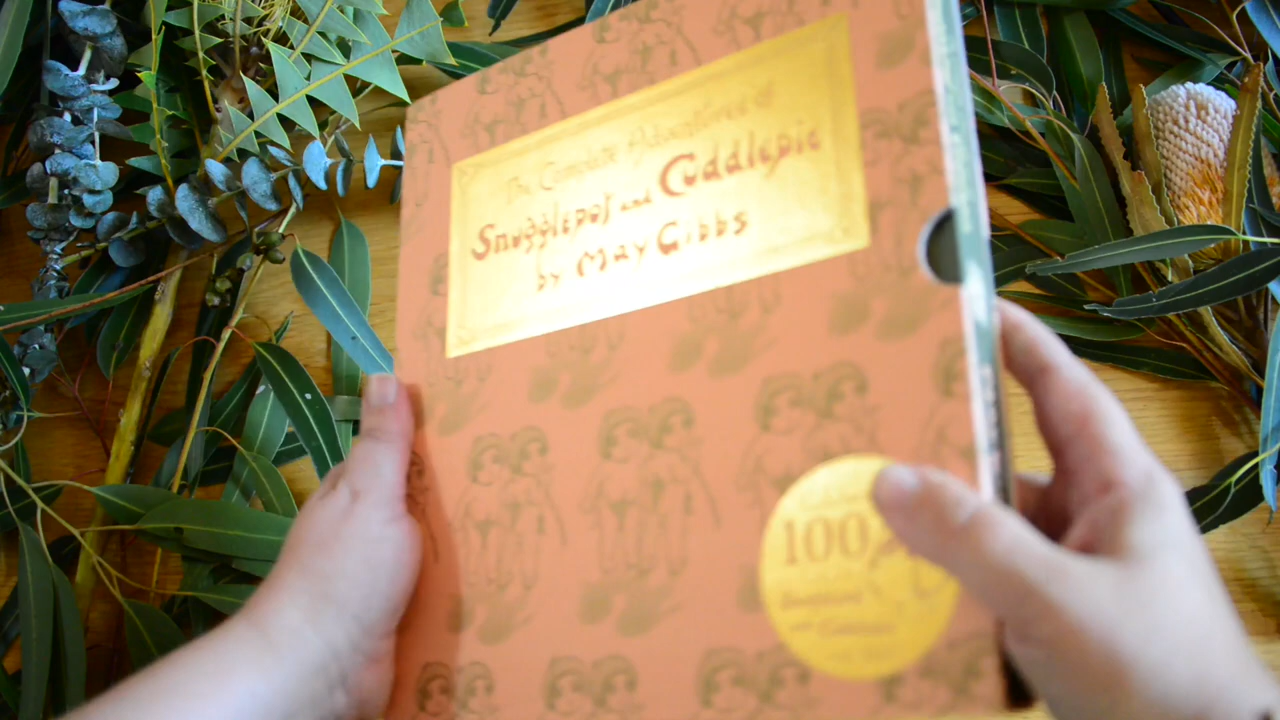 The Complete Adventures of
Snugglepot and Cuddlepie
by May Gibbs
100